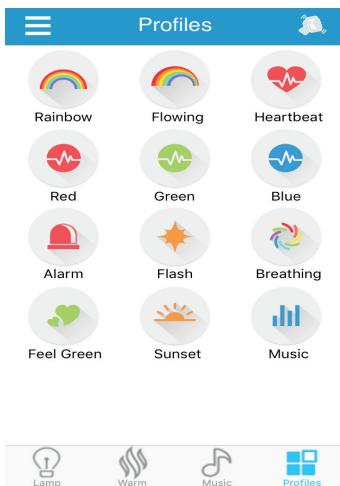 Profiles
Rainbow Flowing Heartbeat
Red Green Blue
Alarm Flash Breathing
Feel Green Sunset Music
Lamp Warm Music Profiles